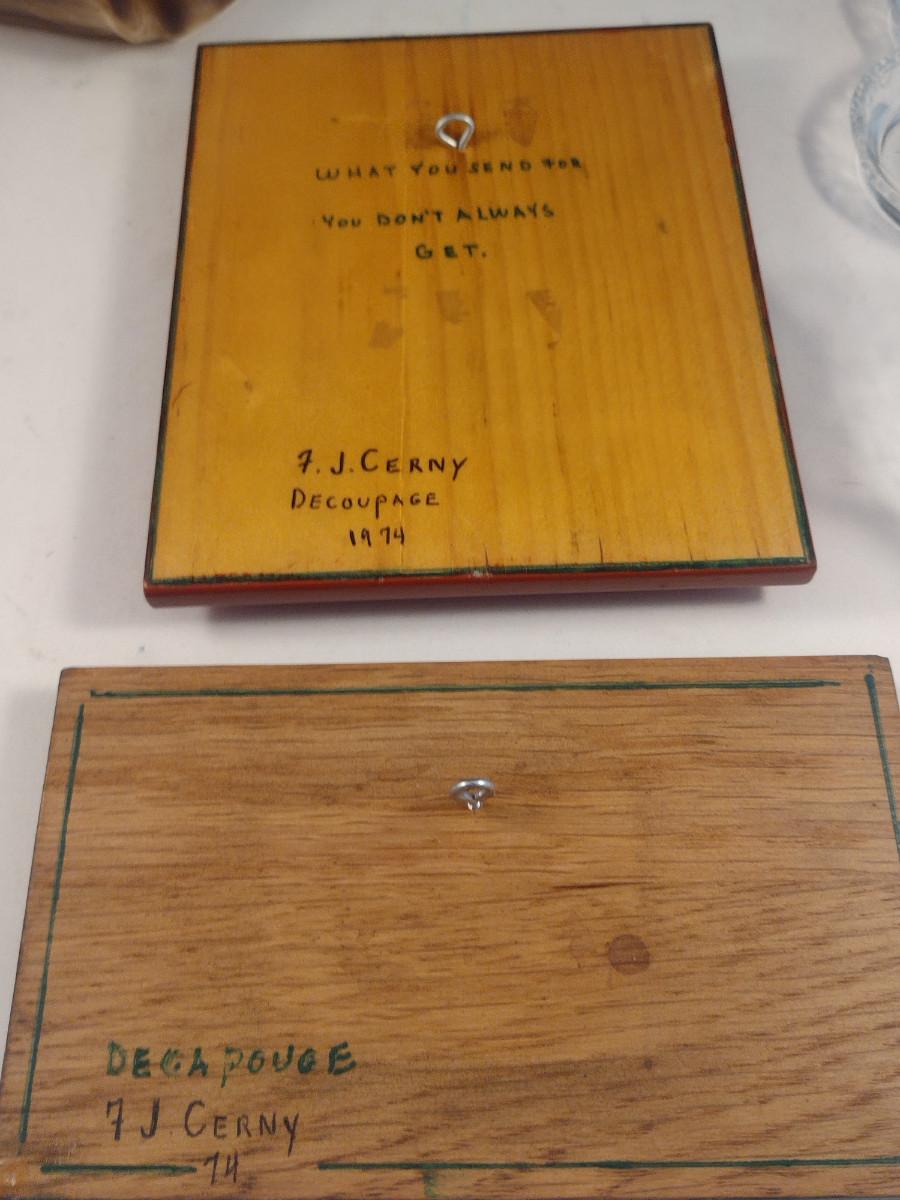 WHAT YOU SEND FOR
YOU DON'T ALWAYS
GET.
F. J. CERNY
DECOUPAGE
1974
DECAPOUGE
F J. CERNY
74